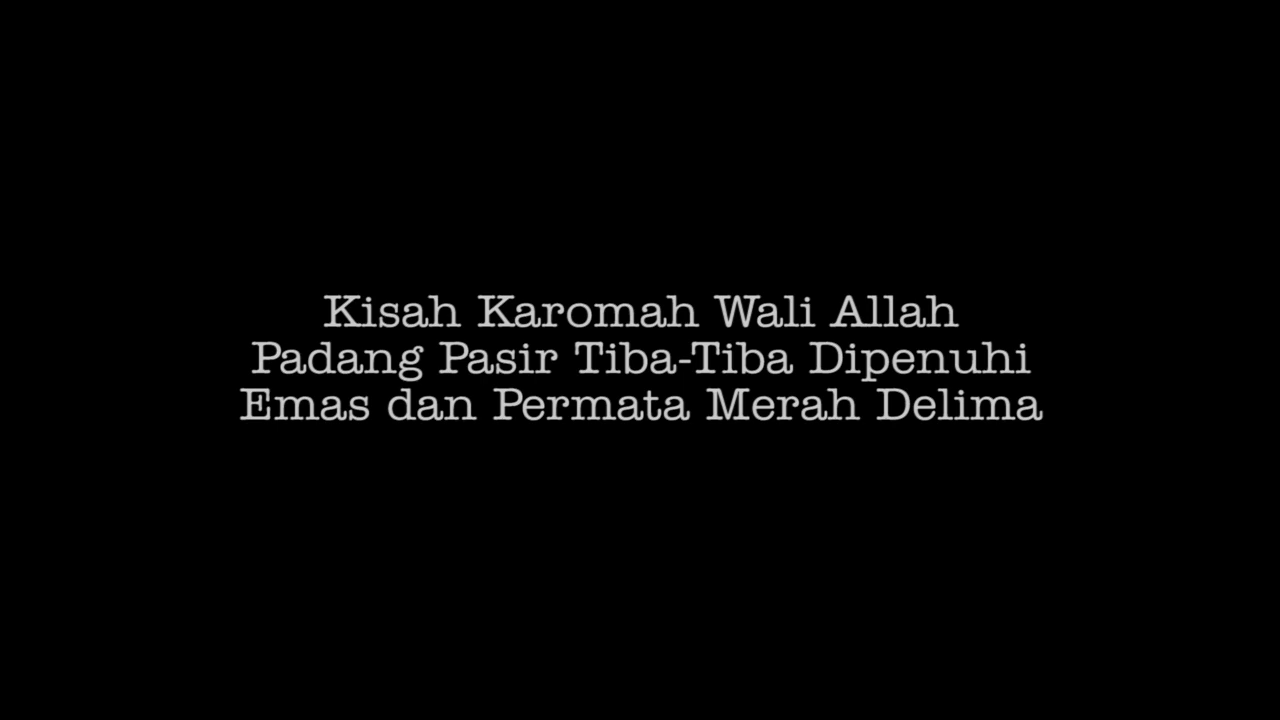 Kisah Karomah Wali Allah
Padang Pasir Tiba-Tiba Dipenuhi
Emas dan Permata Merah Delima